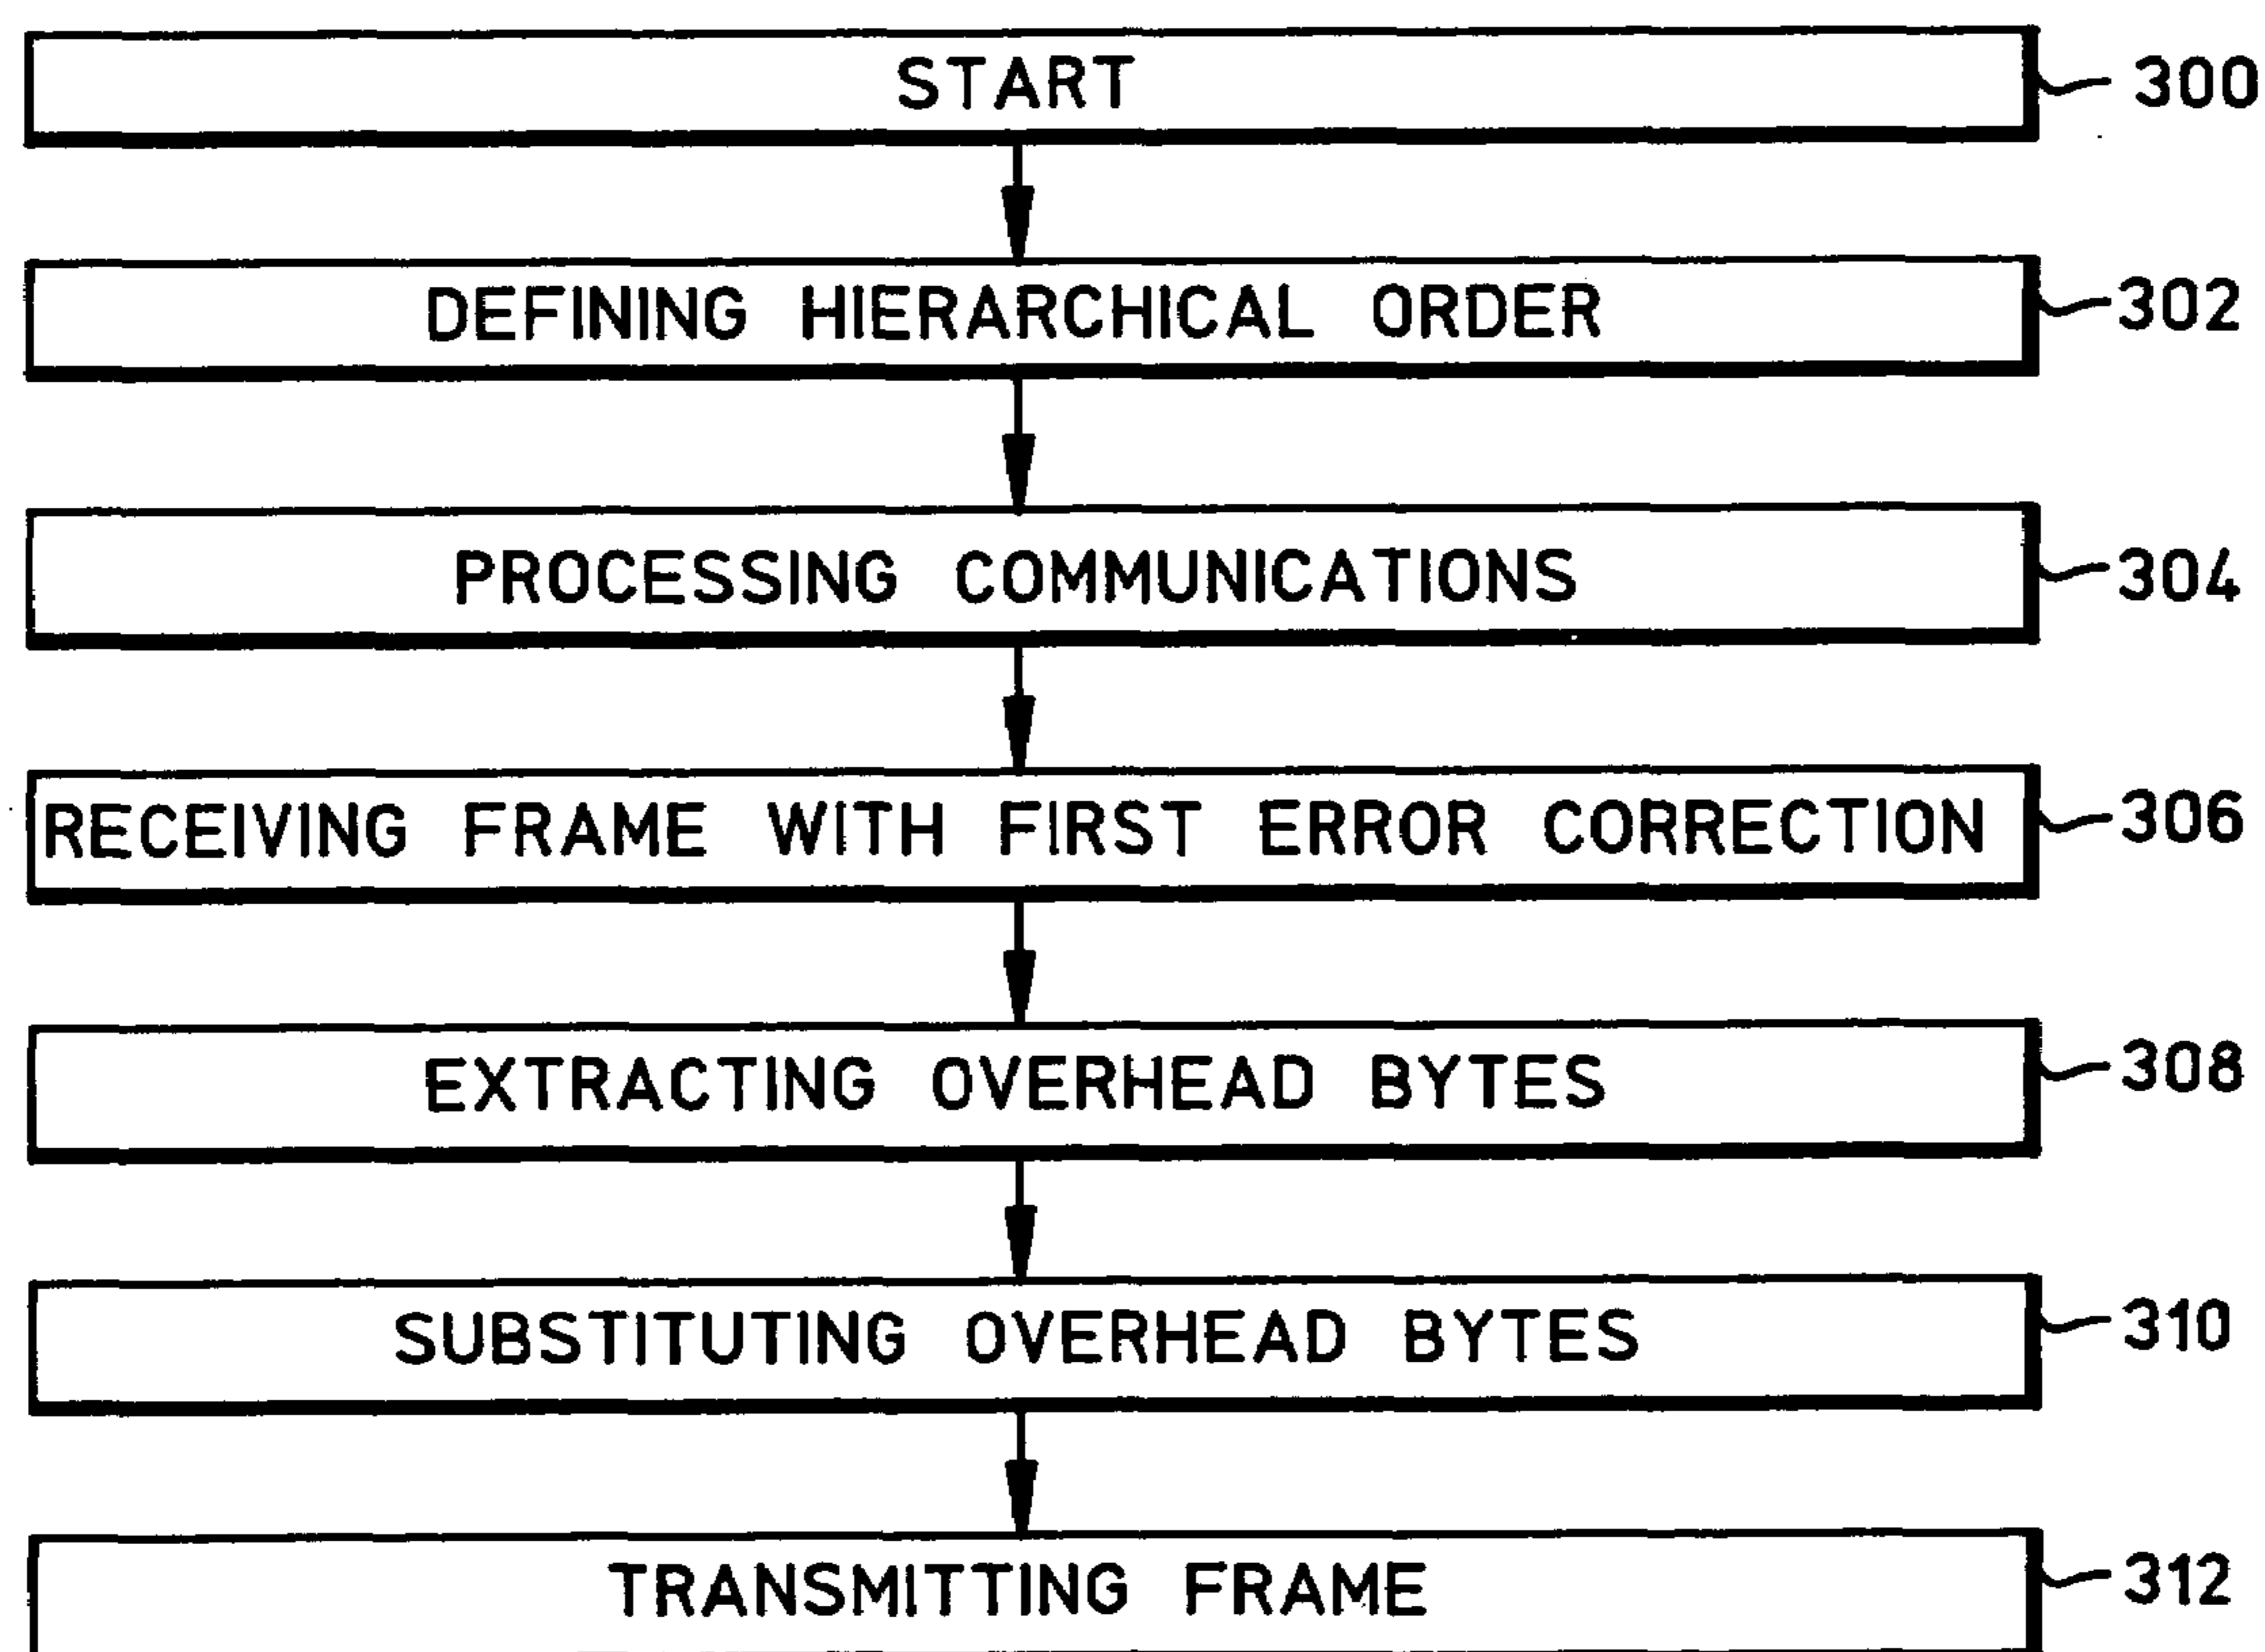 START 300
DEFINING HIERARCHICAL ORDER 302
PROCESSING COMMUNICATIONS 304
RECEIVING FRAME WITH FIRST ERROR CORRECTION 306
EXTRACTING OVERHEAD BYTES 308
SUBSTITUTING OVERHEAD BYTES 310
TRANSMITTING FRAME 312